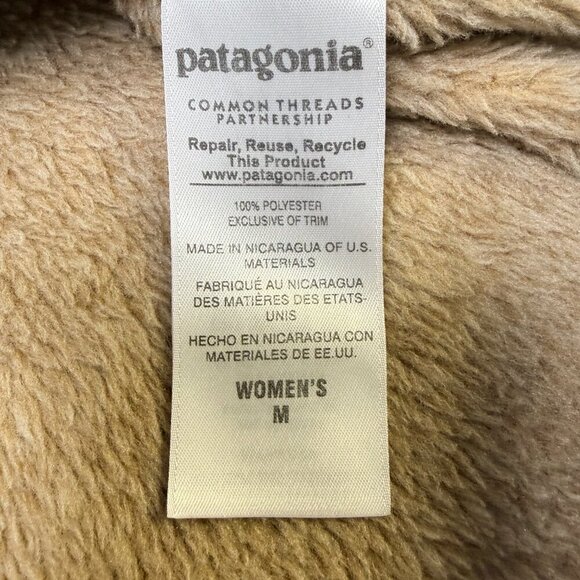 patagonia®
COMMON THREADS
PARTNERSHIP
Repair, Reuse, Recycle
This Product
www.patagonia.com
100% POLYESTER
EXCLUSIVE OF TRIM
MADE IN NICARAGUA OF U.S.
MATERIALS
FABRIQUÉ AU NICARAGUA
DES MATIÈRES DES ETATS-
UNIS
HECHO EN NICARAGUA CON
MATERIALES DE EE.UU.
WOMEN'S
M